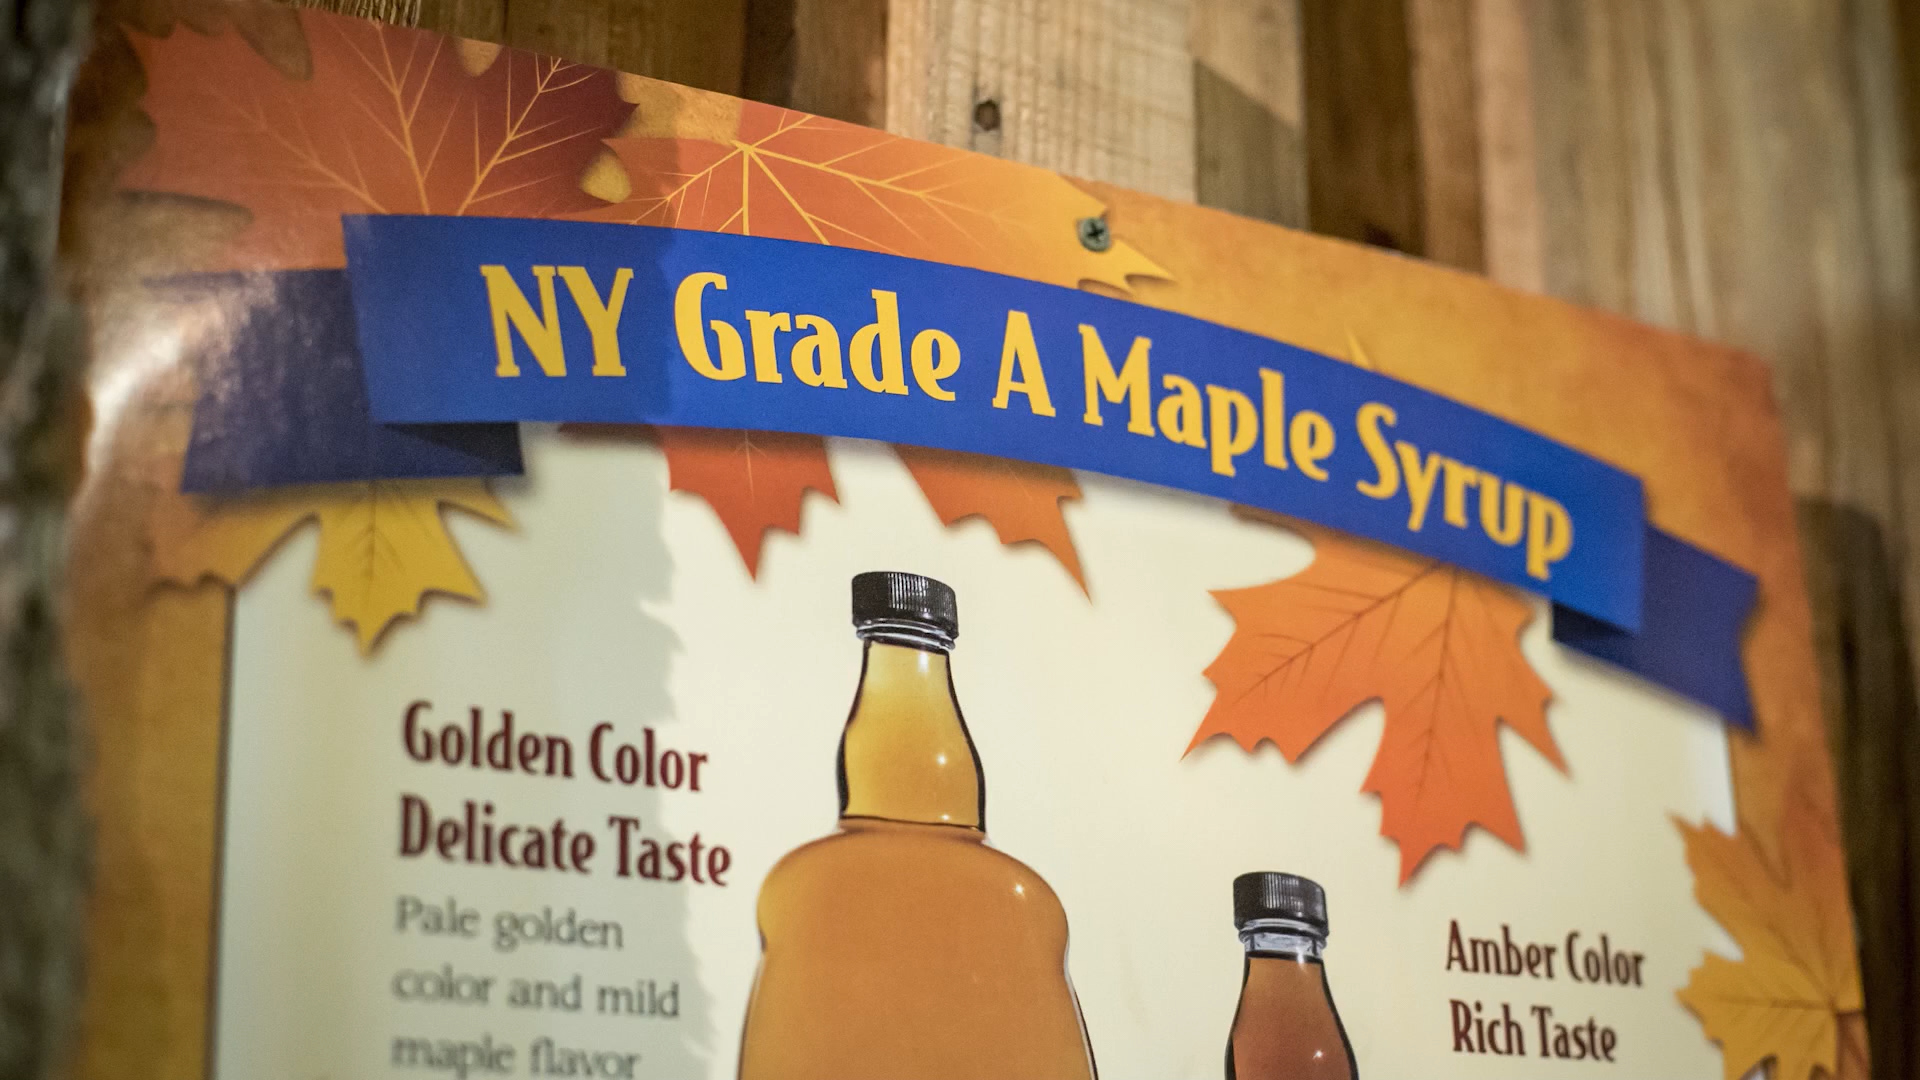 NY Grade A Maple Syrup
Golden Color
Delicate Taste
Pale golden
color and mild
maple flavor
Amber Color
Rich Taste